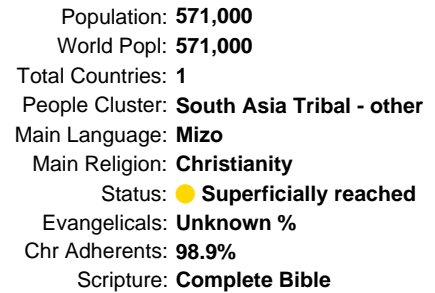 Population: 571,000
World Popl: 571,000
Total Countries: 1
People Cluster: South Asia Tribal - other
Main Language: Mizo
Main Religion: Christianity
Status: Superficially reached
Evangelicals: Unknown %
Chr Adherents: 98.9%
Scripture: Complete Bible